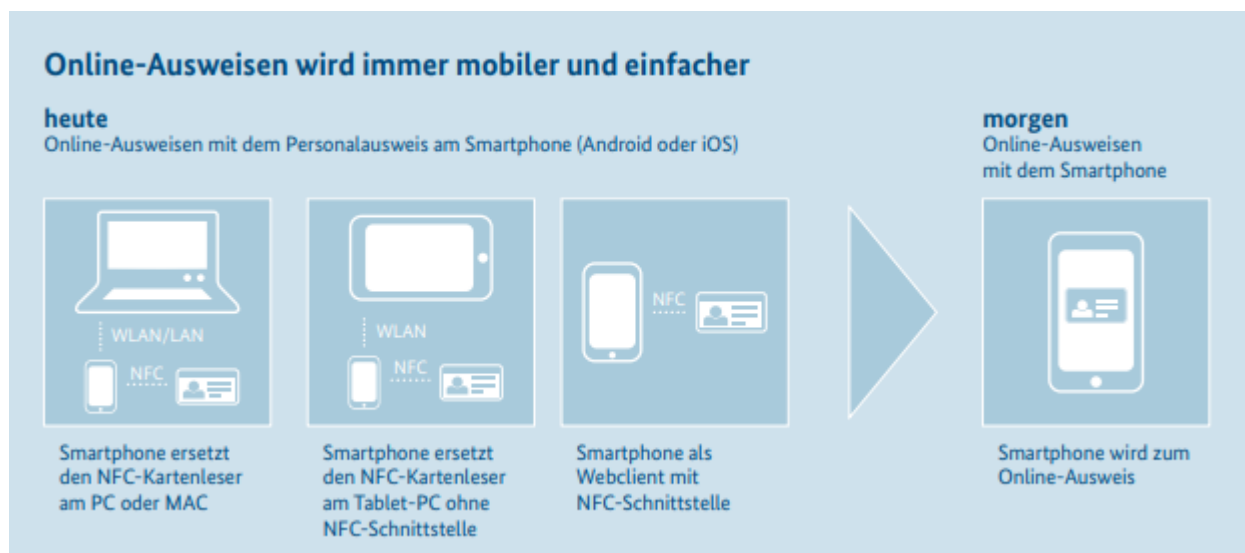 Online-Ausweisen wird immer mobiler und einfacher
heute
Online-Ausweisen mit dem Personalausweis am Smartphone (Android oder iOS)
morgen
Online-Ausweisen
mit dem Smartphone
WLAN/LAN
NFC
WLAN
NFC
NFC
Smartphone ersetzt
den NFC-Kartenleser
am PC oder MAC
Smartphone ersetzt
den NFC-Kartenleser
am Tablet-PC ohne
NFC-Schnittstelle
Smartphone als
Webclient mit
NFC-Schnittstelle
Smartphone wird zum
Online-Ausweis